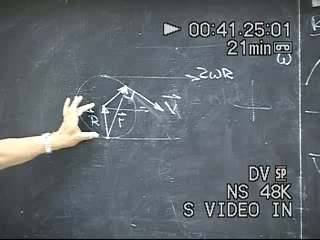 ▶ 00:41.25:01
21min
ω
2ωR
V
R
r
DV SP
NS 48K
S VIDEO IN